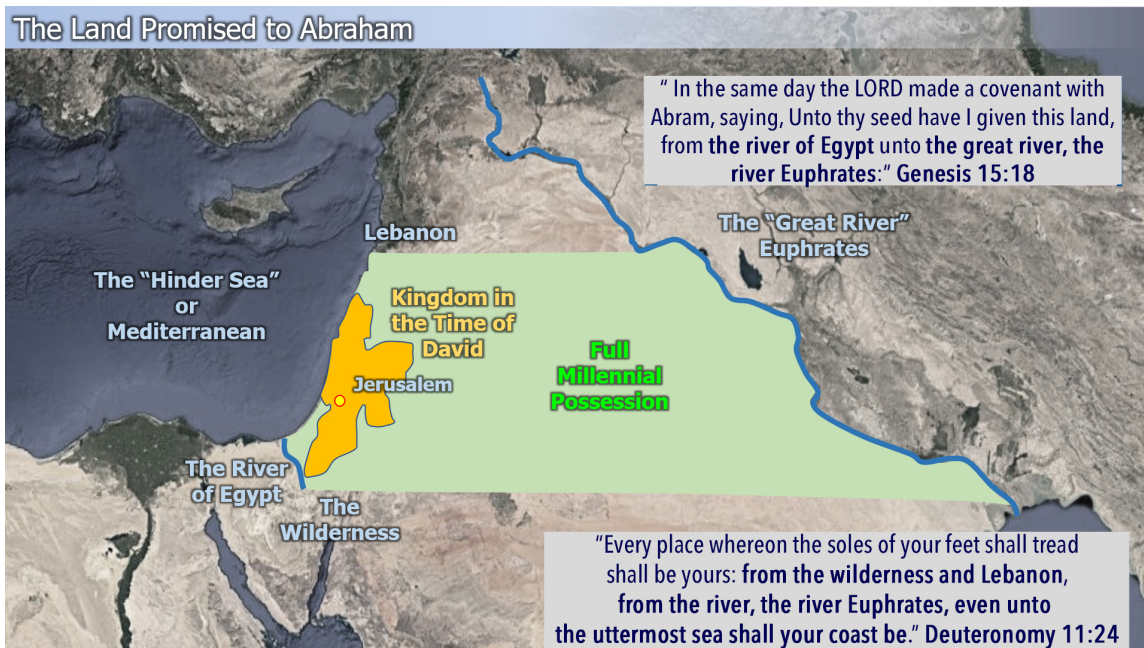 The Land Promised to Abraham
“ In the same day the LORD made a covenant with
Abram, saying, Unto thy seed have I given this land,
from the river of Egypt unto the great river, the
river Euphrates:“ Genesis 15:18
Lebanon
The “Great River”
Euphrates
The “Hinder Sea”
or
Mediterranean
Kingdom in
the Time of
David
Full
Millennial
Possession
Jerusalem
The River
of Egypt
The
Wilderness
“Every place whereon the soles of your feet shall tread
shall be yours: from the wilderness and Lebanon,
from the river, the river Euphrates, even unto
the uttermost sea shall your coast be.” Deuteronomy 11:24